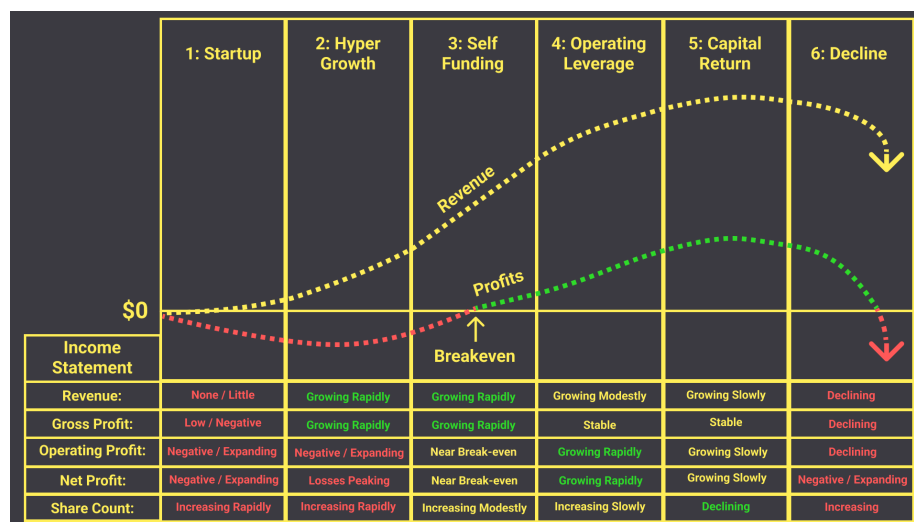 1: Startup
2: Hyper
Growth
3: Self
Funding
4: Operating
Leverage
5: Capital
Return
6: Decline
Revenue
Profits
$0
Breakeven
Income
Statement
Revenue: None / Little Growing Rapidly Growing Rapidly Growing Modestly Growing Slowly Declining
Gross Profit: Low / Negative Growing Rapidly Growing Rapidly Stable Stable Declining
Operating Profit: Negative / Expanding Negative / Expanding Near Break-even Growing Rapidly Growing Slowly Declining
Net Profit: Negative / Expanding Losses Peaking Near Break-even Growing Rapidly Growing Slowly Negative / Expanding
Share Count: Increasing Rapidly Increasing Rapidly Increasing Modestly Increasing Slowly Declining Increasing